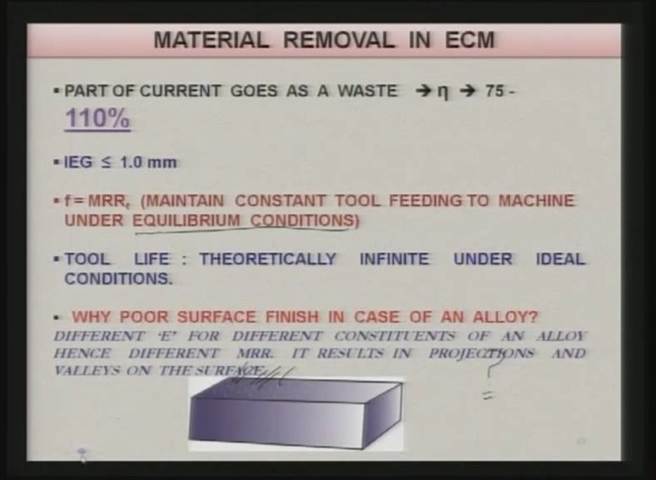 MATERIAL REMOVAL IN ECM
▪ PART OF CURRENT GOES AS A WASTE ➔ η ➔ 75 -
110%
▪ IEG ≤ 1.0 mm
▪ f = MRRₗ (MAINTAIN CONSTANT TOOL FEEDING TO MACHINE
UNDER EQUILIBRIUM CONDITIONS)
▪ TOOL LIFE : THEORETICALLY INFINITE UNDER IDEAL
CONDITIONS.
▪ WHY POOR SURFACE FINISH IN CASE OF AN ALLOY?
DIFFERENT ‘E’ FOR DIFFERENT CONSTITUENTS OF AN ALLOY
HENCE DIFFERENT MRR. IT RESULTS IN PROJECTIONS AND
VALLEYS ON THE SURFACE.